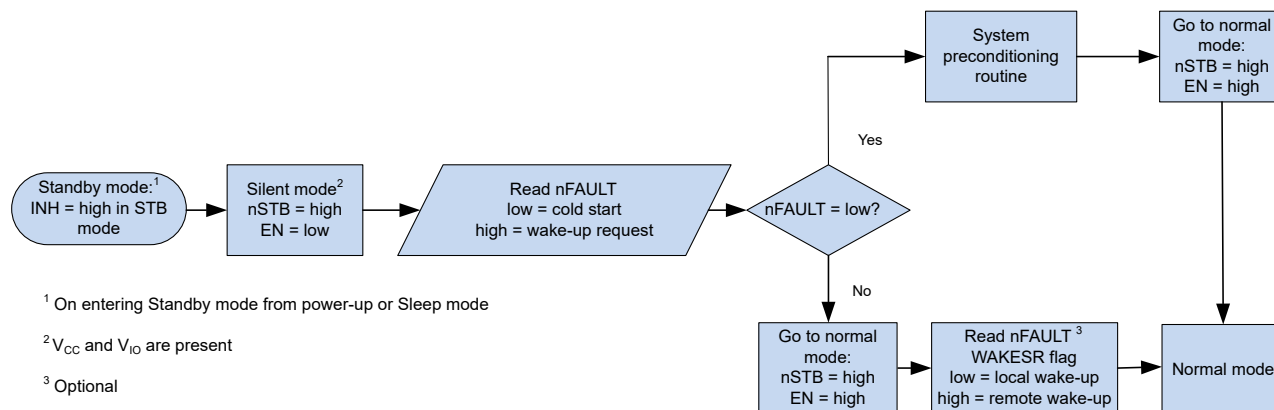 System
preconditioning
routine
Go to normal
mode:
nSTB = high
EN = high
Yes
Standby mode:¹
INH = high in STB
mode
Silent mode²
nSTB = high
EN = low
Read nFAULT
low = cold start
high = wake-up request
nFAULT = low?
No
¹ On entering Standby mode from power-up or Sleep mode
² VCC and VIO are present
³ Optional
Go to normal
mode:
nSTB = high
EN = high
Read nFAULT ³
WAKESR flag
low = local wake-up
high = remote wake-up
Normal mode